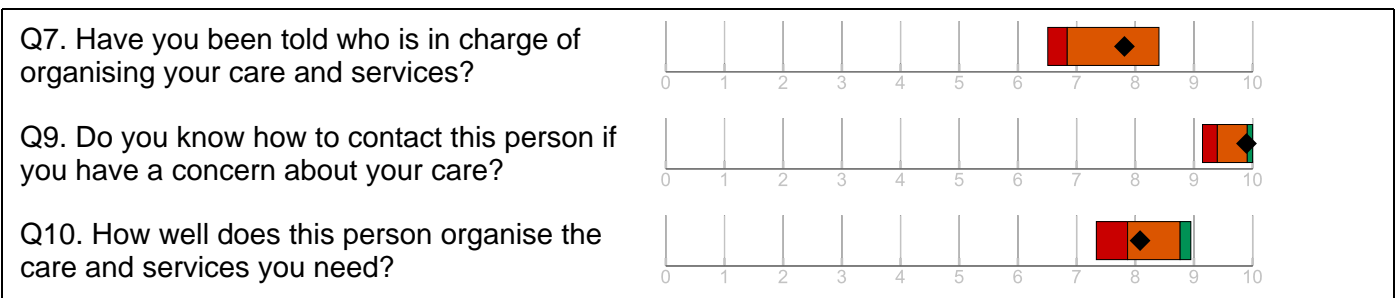 Q7. Have you been told who is in charge of
organising your care and services?
0 1 2 3 4 5 6 7 8 9 10
Q9. Do you know how to contact this person if
you have a concern about your care?
0 1 2 3 4 5 6 7 8 9 10
Q10. How well does this person organise the
care and services you need?
0 1 2 3 4 5 6 7 8 9 10